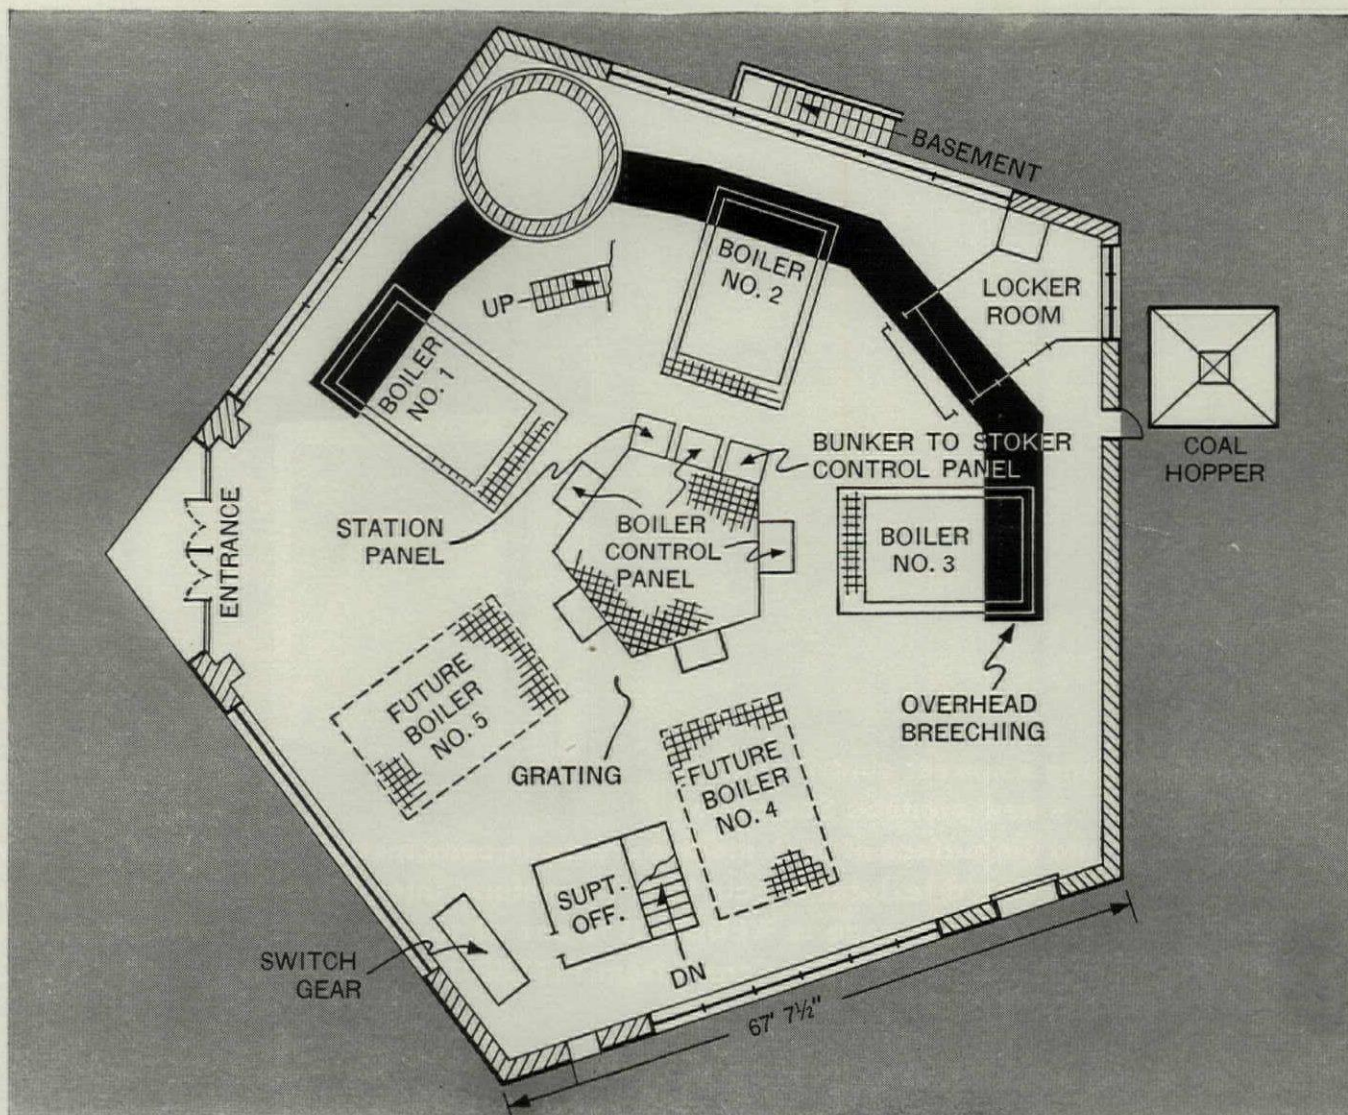 BASEMENT
UP
BOILER
NO. 2
LOCKER
ROOM
BOILER
NO. 1
COAL
HOPPER
BUNKER TO STOKER
CONTROL PANEL
STATION
PANEL
ENTRANCE
BOILER
CONTROL
PANEL
BOILER
NO. 3
FUTURE
BOILER
NO. 5
GRATING
OVERHEAD
BREECHING
FUTURE
BOILER
NO. 4
SUPT.
OFF.
SWITCH
GEAR
DN
67' 7½"